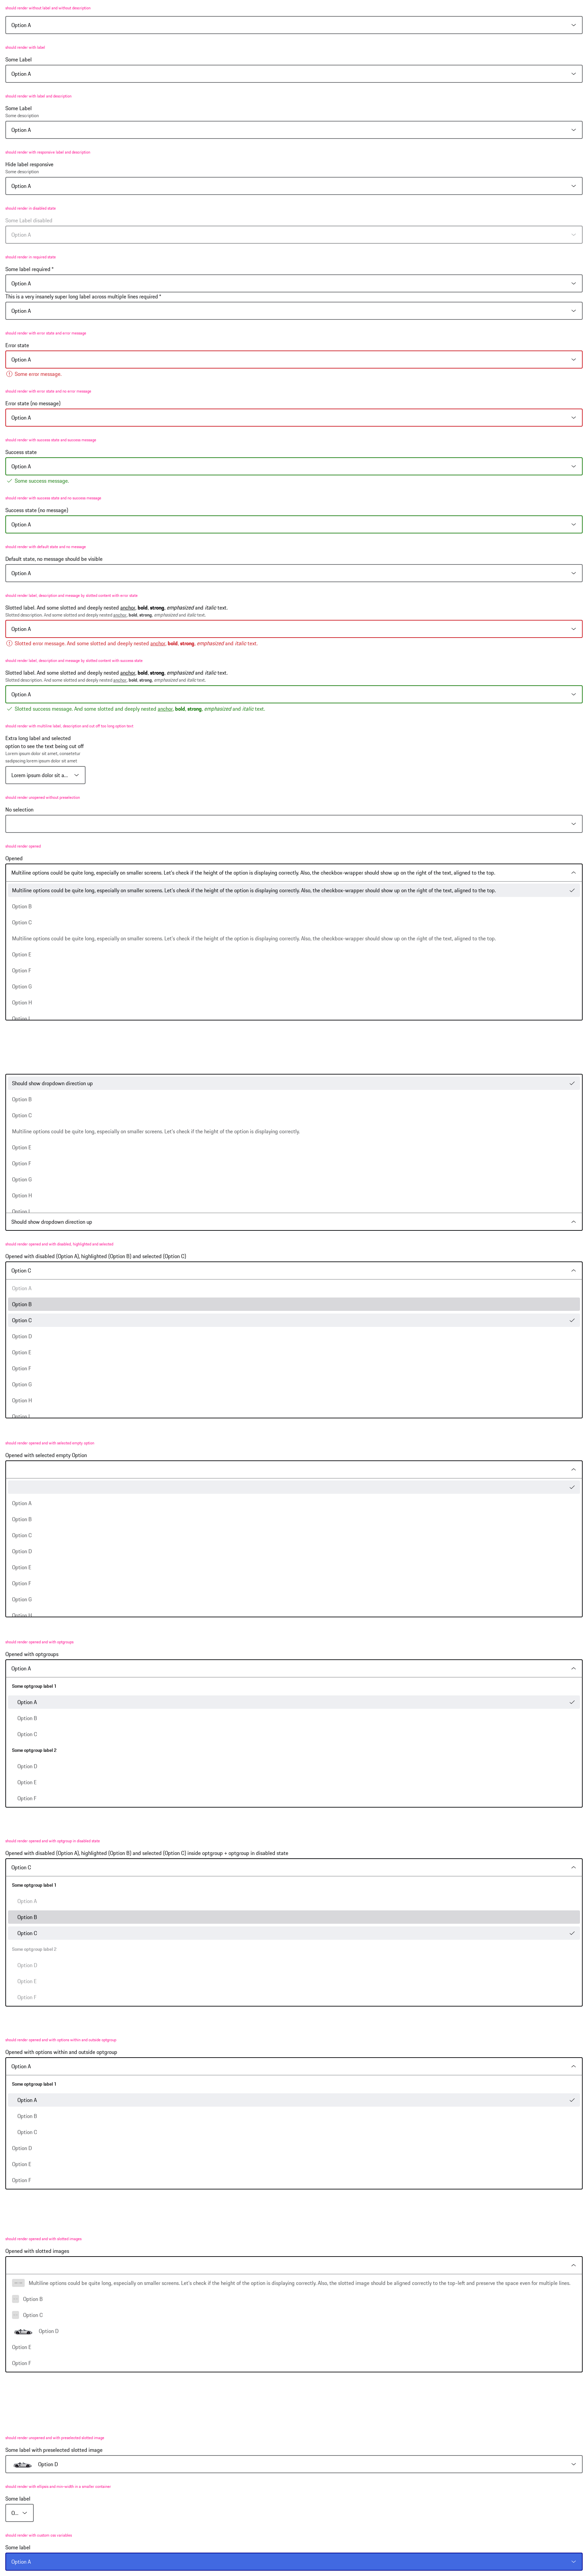 should render without label and without description
Option A
should render with label
Some Label
Option A
should render with label and description
Some Label
Some description
Option A
should render with responsive label and description
Hide label responsive
Some description
Option A
should render in disabled state
Some Label disabled
Option A
should render in required state
Some label required *
Option A
This is a very insanely super long label across multiple lines required *
Option A
should render with error state and error message
Error state
Option A
Some error message.
should render with error state and no error message
Error state (no message)
Option A
should render with success state and success message
Success state
Option A
Some success message.
should render with success state and no success message
Success state (no message)
Option A
should render with default state and no message
Default state, no message should be visible
Option A
should render label, description and message by slotted content with error state
Slotted label. And some slotted and deeply nested anchor, bold, strong, emphasized and italic text.
Slotted description. And some slotted and deeply nested anchor, bold, strong, emphasized and italic text.
Option A
Slotted error message. And some slotted and deeply nested anchor, bold, strong, emphasized and italic text.
should render label, description and message by slotted content with success state
Slotted label. And some slotted and deeply nested anchor, bold, strong, emphasized and italic text.
Slotted description. And some slotted and deeply nested anchor, bold, strong, emphasized and italic text.
Option A
Slotted success message. And some slotted and deeply nested anchor, bold, strong, emphasized and italic text.
should render with multiline label, description and cut off too long option text
Extra long label and selected
option to see the text being cut off
Lorem ipsum dolor sit amet, consetetur
sadipscing lorem ipsum dolor sit amet
Lorem ipsum dolor sit a...
should render unopened without preselection
No selection
should render opened
Opened
Multiline options could be quite long, especially on smaller screens. Let's check if the height of the option is displaying correctly. Also, the checkbox-wrapper should show up on the right of the text, aligned to the top.
Multiline options could be quite long, especially on smaller screens. Let's check if the height of the option is displaying correctly. Also, the checkbox-wrapper should show up on the right of the text, aligned to the top.
Option B
Option C
Multiline options could be quite long, especially on smaller screens. Let's check if the height of the option is displaying correctly. Also, the checkbox-wrapper should show up on the right of the text, aligned to the top.
Option E
Option F
Option G
Option H
Option I
Should show dropdown direction up
Option B
Option C
Multiline options could be quite long, especially on smaller screens. Let's check if the height of the option is displaying correctly.
Option E
Option F
Option G
Option H
Option I
Should show dropdown direction up
should render opened and with disabled, highlighted and selected
Opened with disabled (Option A), highlighted (Option B) and selected (Option C)
Option C
Option A
Option B
Option C
Option D
Option E
Option F
Option G
Option H
Option I
should render opened and with selected empty option
Opened with selected empty Option
Option A
Option B
Option C
Option D
Option E
Option F
Option G
Option H
should render opened and with optgroups
Opened with optgroups
Option A
Some optgroup label 1
Option A
Option B
Option C
Some optgroup label 2
Option D
Option E
Option F
should render opened and with optgroup in disabled state
Opened with disabled (Option A), highlighted (Option B) and selected (Option C) inside optgroup + optgroup in disabled state
Option C
Some optgroup label 1
Option A
Option B
Option C
Some optgroup label 2
Option D
Option E
Option F
should render opened and with options within and outside optgroup
Opened with options within and outside optgroup
Option A
Some optgroup label 1
Option A
Option B
Option C
Option D
Option E
Option F
should render opened and with slotted images
Opened with slotted images
Multiline options could be quite long, especially on smaller screens. Let's check if the height of the option is displaying correctly. Also, the slotted image should be aligned correctly to the top-left and preserve the space even for multiple lines.
Option B
Option C
Option D
Option E
Option F
should render unopened and with preselected slotted image
Some label with preselected slotted image
Option D
should render with ellipsis and min-width in a smaller container
Some label
O...
should render with custom css variables
Some label
Option A